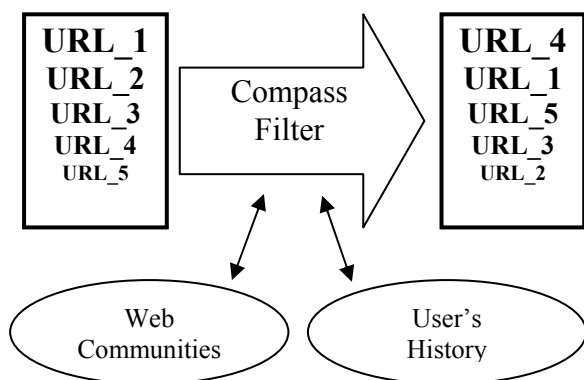 URL_1
URL_2
URL_3
URL_4
URL_5
Compass
Filter
URL_4
URL_1
URL_5
URL_3
URL_2
Web
Communities
User's
History